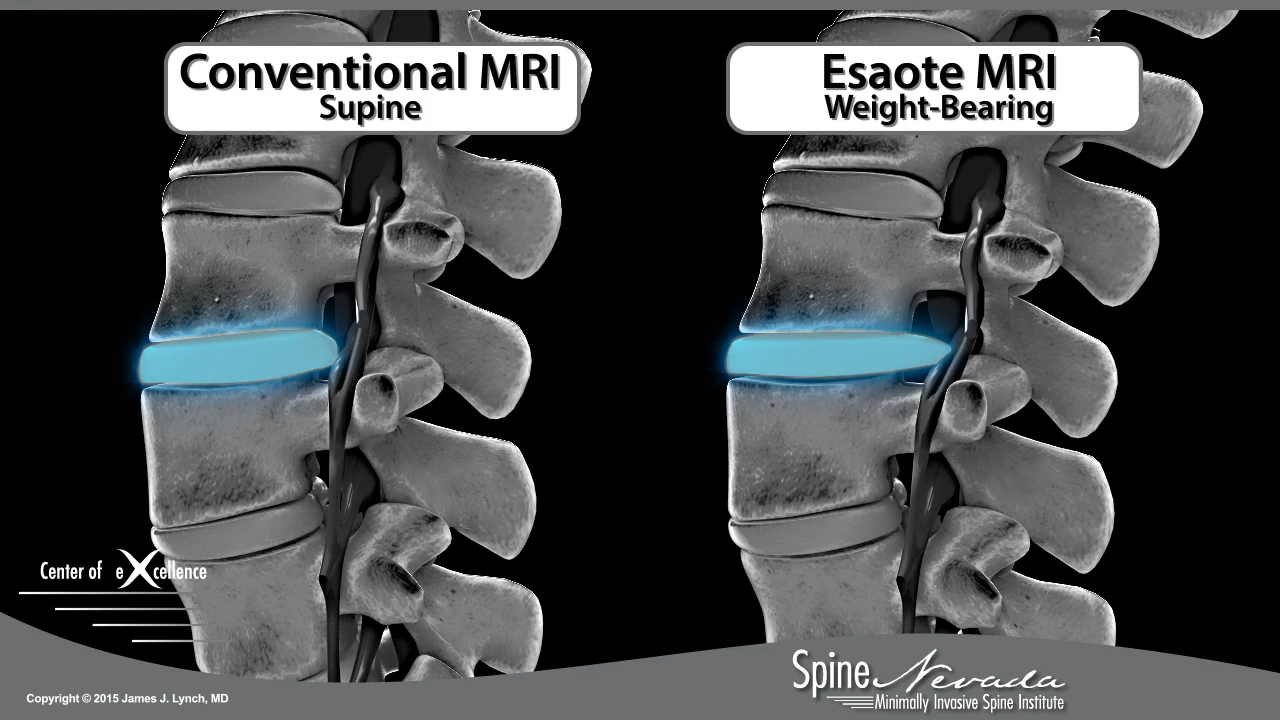 Conventional MRI
Supine
Esaote MRI
Weight-Bearing
Center of eXcellence
Spine Nevada
Minimally Invasive Spine Institute
Copyright © 2015 James J. Lynch, MD